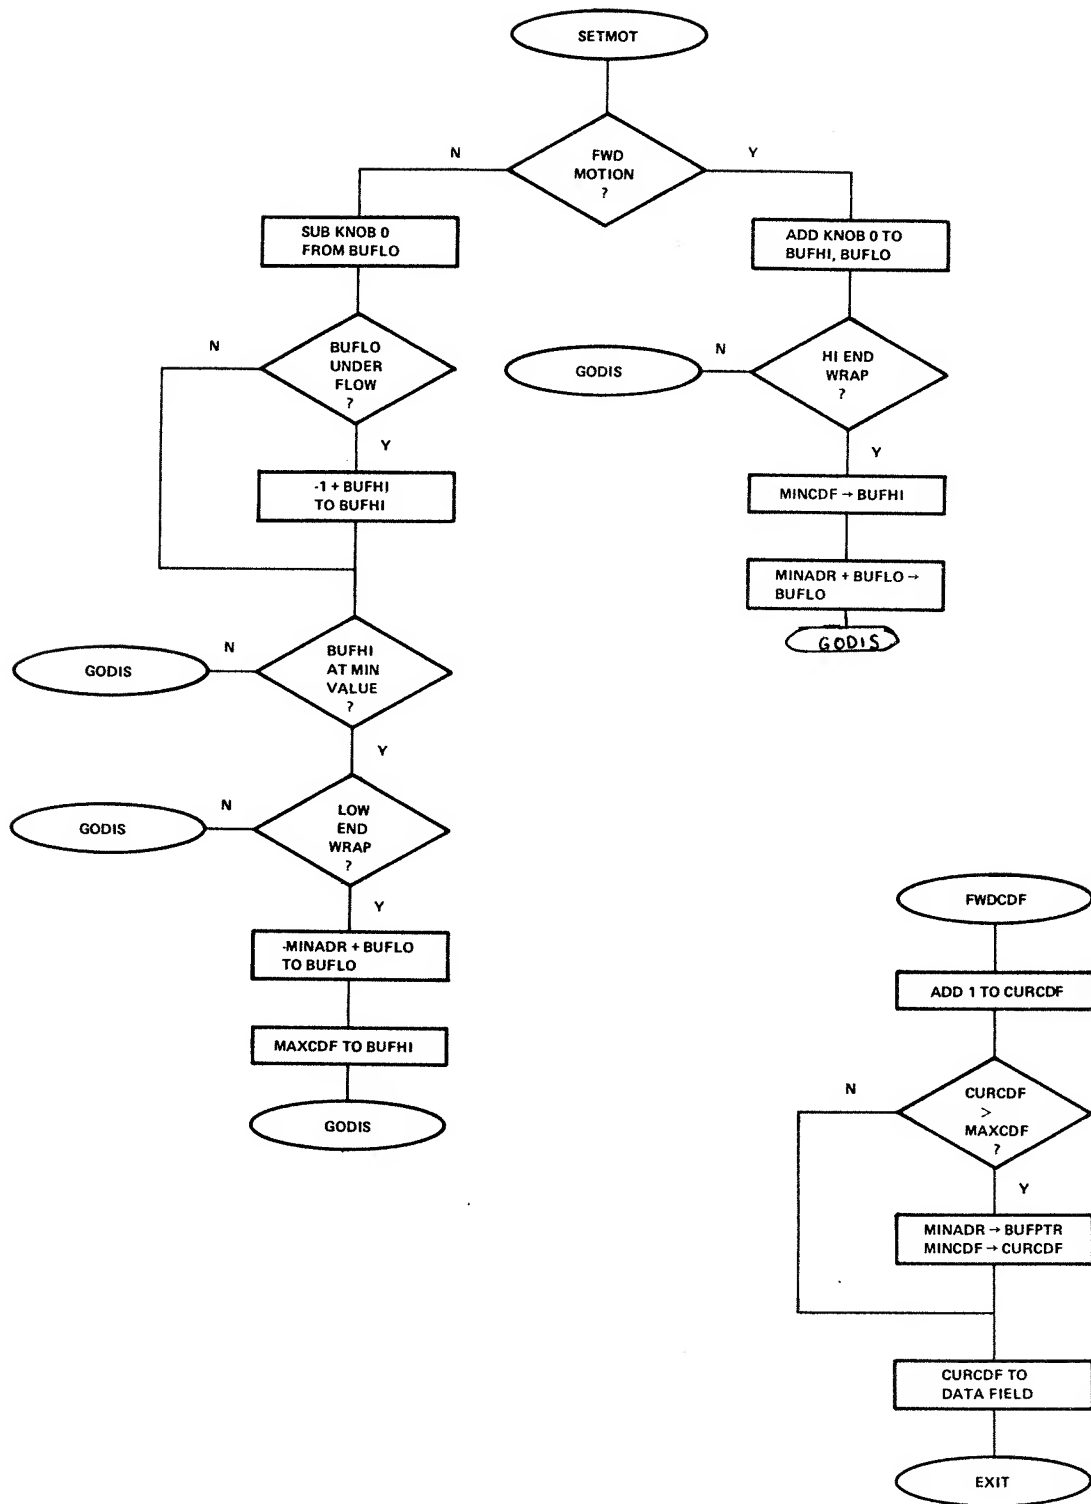 SETMOT
FWD
MOTION
?
N
Y
SUB KNOB 0
FROM BUFLO
BUFLO
UNDER
FLOW
?
N
Y
-1 + BUFHI
TO BUFHI
BUFHI
AT MIN
VALUE
?
N
GODIS
Y
LOW
END
WRAP
?
N
GODIS
Y
-MINADR + BUFLO
TO BUFLO
MAXCDF TO BUFHI
GODIS
ADD KNOB 0 TO
BUFHI, BUFLO
HI END
WRAP
?
N
GODIS
Y
MINCDF → BUFHI
MINADR + BUFLO →
BUFLO
GODIS
FWDCDF
ADD 1 TO CURCDF
CURCDF
>
MAXCDF
?
N
Y
MINADR → BUFPTR
MINCDF → CURCDF
CURCDF TO
DATA FIELD
EXIT